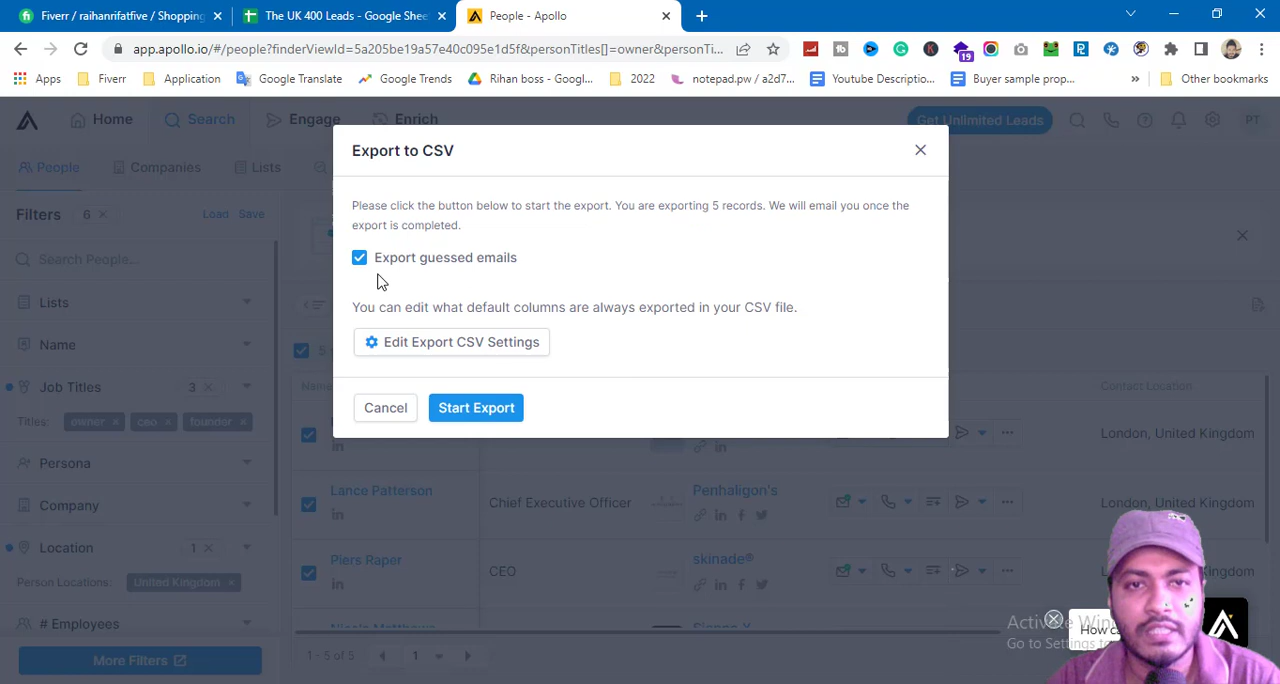 Fiverr / raihanrifatfive / Shopping
The UK 400 Leads - Google Shee
People - Apollo
app.apollo.io/#/people?finderViewId=5a205be19a57e40c095e1d5f&personTitles[]=owner&personTi...
19
Apps
Fiverr
Application
Google Translate
Google Trends
Rihan boss - Googl...
2022
notepad.pw / a2d7...
Youtube Descriptio...
Buyer sample prop...
»
Other bookmarks
Home
Search
Engage
Enrich
Get Unlimited Leads
PT
People
Companies
Lists
Filters 6
Load Save
Search People...
Lists
Name
Job Titles 3
Titles: owner ceo founder
Persona
Company
Location 1
Person Locations: United Kingdom
# Employees
More Filters
Export to CSV
Please click the button below to start the export. You are exporting 5 records. We will email you once the
export is completed.
Export guessed emails
You can edit what default columns are always exported in your CSV file.
Edit Export CSV Settings
Cancel
Start Export
5
Name
Contact Location
London, United Kingdom
Lance Patterson
Chief Executive Officer
Penhaligon's
London, United Kingdom
Piers Raper
CEO
skinade®
London, United Kingdom
1 - 5 of 5
1
Activate Win
Go to Settings to
How ca